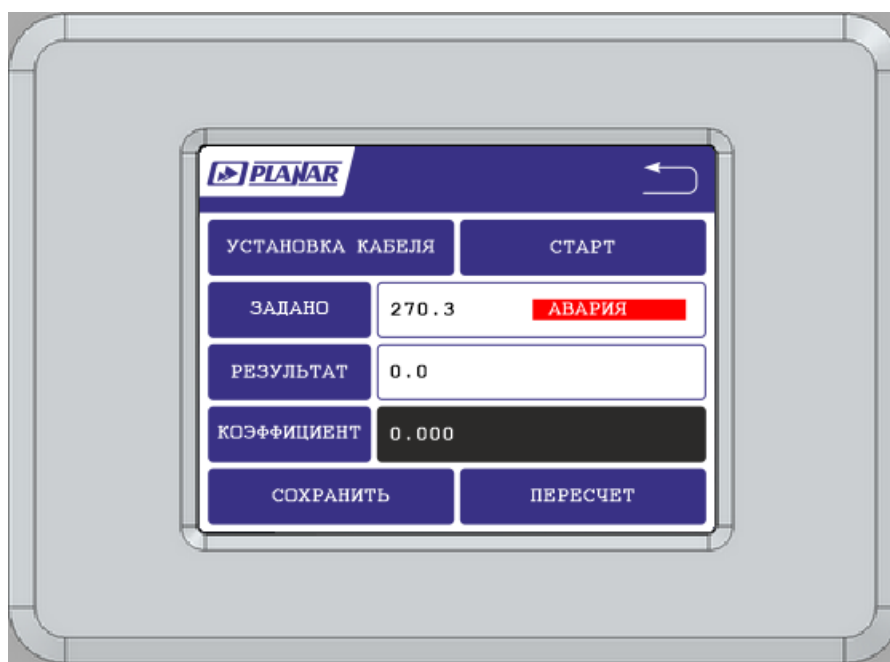 PLANAR
УСТАНОВКА КАБЕЛЯ СТАРТ
ЗАДАНО 270.3 АВАРИЯ
РЕЗУЛЬТАТ 0.0
КОЭФФИЦИЕНТ 0.000
СОХРАНИТЬ ПЕРЕСЧЕТ